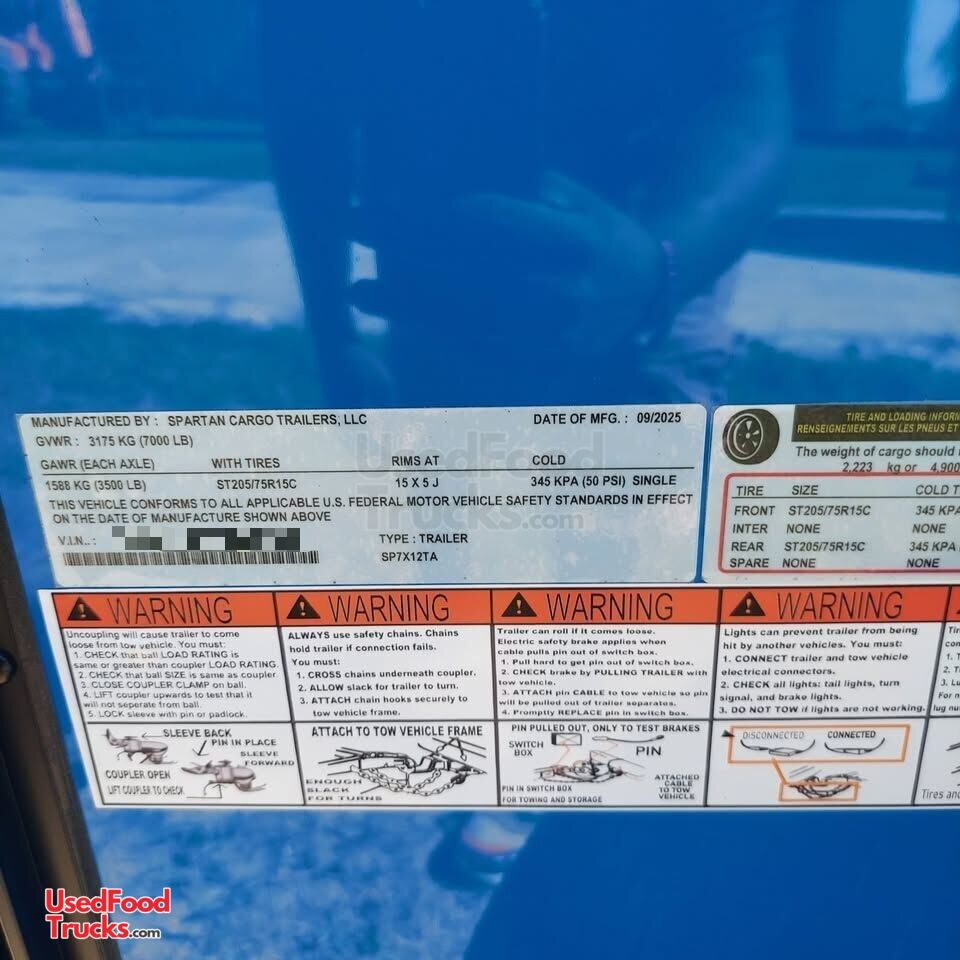 MANUFACTURED BY : SPARTAN CARGO TRAILERS, LLC DATE OF MFG. : 09/2025
GVWR : 3175 KG (7000 LB)
GAWR (EACH AXLE) WITH TIRES RIMS AT COLD
1588 KG (3500 LB) ST205/75R15C 15 X 5 J 345 KPA (50 PSI) SINGLE
THIS VEHICLE CONFORMS TO ALL APPLICABLE U.S. FEDERAL MOTOR VEHICLE SAFETY STANDARDS IN EFFECT
ON THE DATE OF MANUFACTURE SHOWN ABOVE
V.I.N.. : TYPE : TRAILER
SP7X12TA
UsedFood
Trucks.com
TIRE AND LOADING
RENSEIGNEMENTS SUR LES PNEUS ET
The weight of cargo should
2,223 kg or 4,900
TIRE SIZE COLD
FRONT ST205/75R15C 345 KPA
INTER NONE NONE
REAR ST205/75R15C 345 KPA
SPARE NONE NONE
WARNING
Uncoupling will cause trailer to come
loose from tow vehicle. You must:
1. CHECK that ball LOAD RATING is
same or greater than coupler LOAD RATING.
2. CHECK that ball SIZE is same as coupler.
3. CLOSE COUPLER CLAMP on ball.
4. LIFT coupler upwards to test that it
will not seperate from ball.
5. LOCK sleeve with pin or padlock.
SLEEVE BACK
PIN IN PLACE
SLEEVE
FORWARD
COUPLER OPEN
LIFT COUPLER TO CHECK
WARNING
ALWAYS use safety chains. Chains
hold trailer if connection fails.
You must:
1. CROSS chains underneath coupler.
2. ALLOW slack for trailer to turn.
3. ATTACH chain hooks securely to
tow vehicle frame.
ATTACH TO TOW VEHICLE FRAME
ENOUGH
SLACK
FOR TURNS
WARNING
Trailer can roll if it comes loose.
Electric safety brake applies when
cable pulls pin out of switch box.
1. Pull hard to get pin out of switch box.
2. CHECK brake by PULLING TRAILER with
tow vehicle.
3. ATTACH pin CABLE to tow vehicle so pin
will be pulled out of trailer separates.
4. Promptly REPLACE pin in switch box.
PIN PULLED OUT, ONLY TO TEST BRAKES
SWITCH
BOX
PIN
ATTACHED
CABLE
TO TOW
VEHICLE
PIN IN SWITCH BOX
FOR TOWING AND STORAGE
WARNING
Lights can prevent trailer from being
hit by another vehicles. You must:
1. CONNECT trailer and tow vehicle
electrical connectors.
2. CHECK all lights: tail lights, turn
signal, and brake lights.
3. DO NOT TOW if lights are not working.
DISCONNECTED CONNECTED
1.
2.
3.
lug
Tires and
UsedFood
Trucks.com